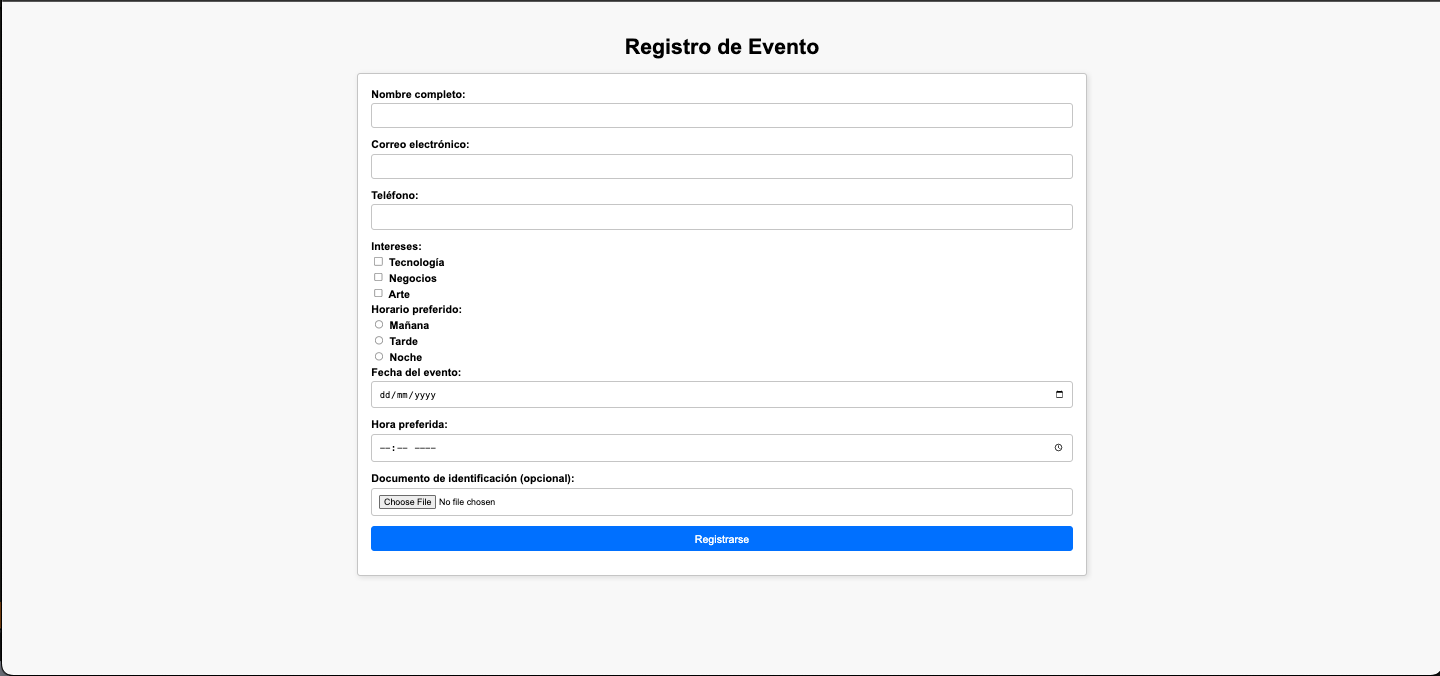 Registro de Evento
Nombre completo:
Correo electrónico:
Teléfono:
Intereses:
Tecnología
Negocios
Arte
Horario preferido:
Mañana
Tarde
Noche
Fecha del evento:
dd/mm/yyyy
Hora preferida:
--:-- ----
Documento de identificación (opcional):
Choose File No file chosen
Registrarse